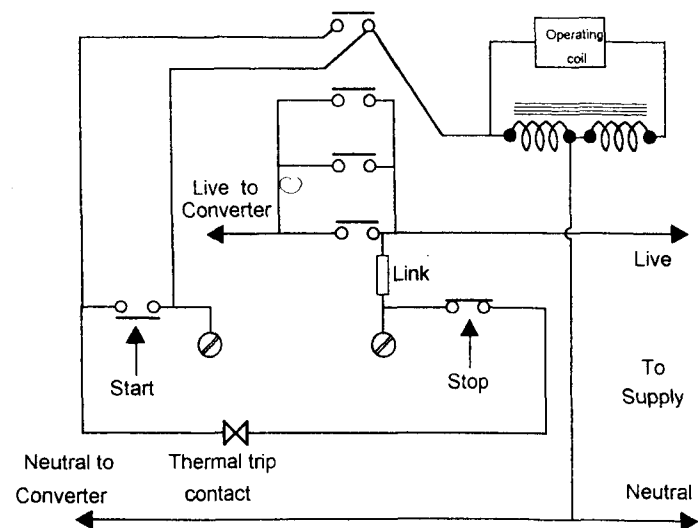 Operating
coil
Live to
Converter
Live
Link
Start
Stop
To
Supply
Neutral to
Converter
Thermal trip
contact
Neutral